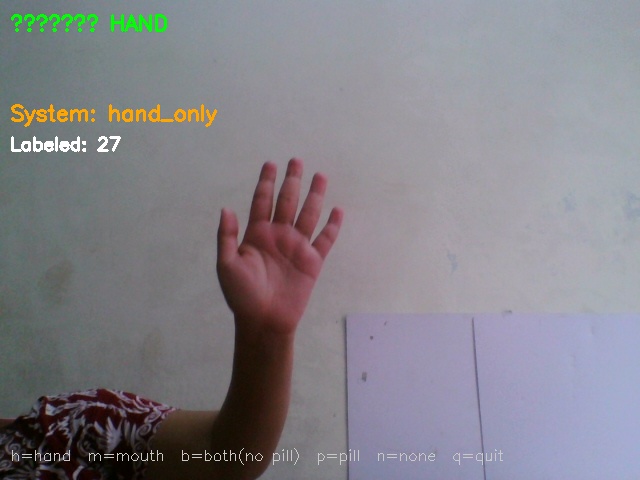 ??????? HAND
System: hand_only
Labeled: 27
h=hand m=mouth b=both(no pill) p=pill n=none q=quit